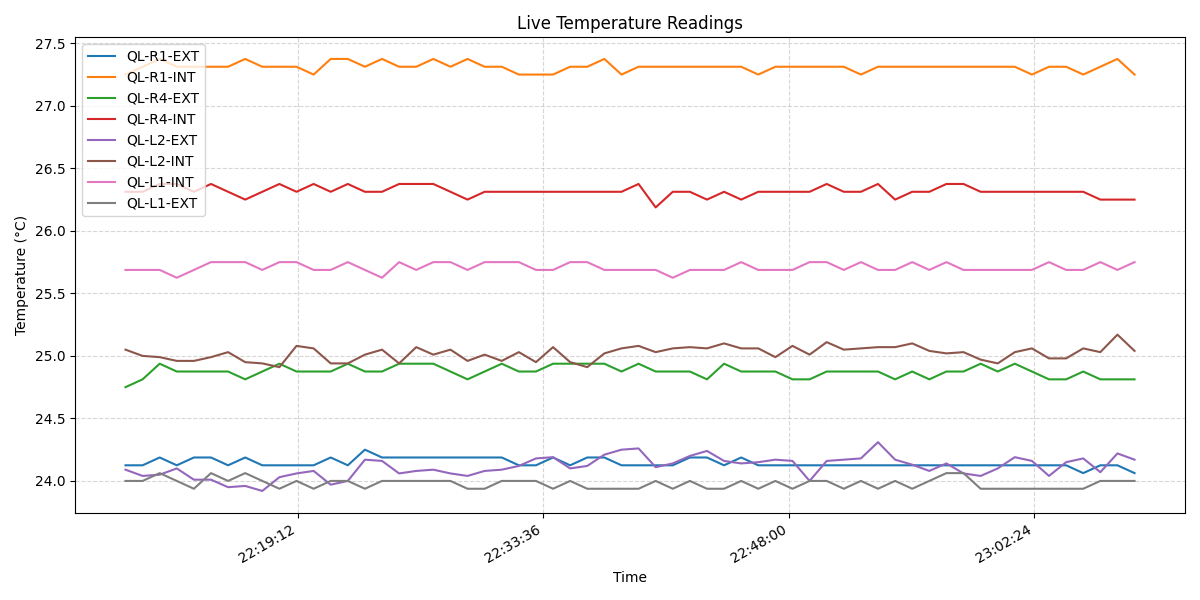 Live Temperature Readings
QL-R1-EXT
QL-R1-INT
QL-R4-EXT
QL-R4-INT
QL-L2-EXT
QL-L2-INT
QL-L1-INT
QL-L1-EXT
Temperature (°C)
27.5
27.0
26.5
26.0
25.5
25.0
24.5
24.0
22:19:12
22:33:36
22:48:00
23:02:24
Time